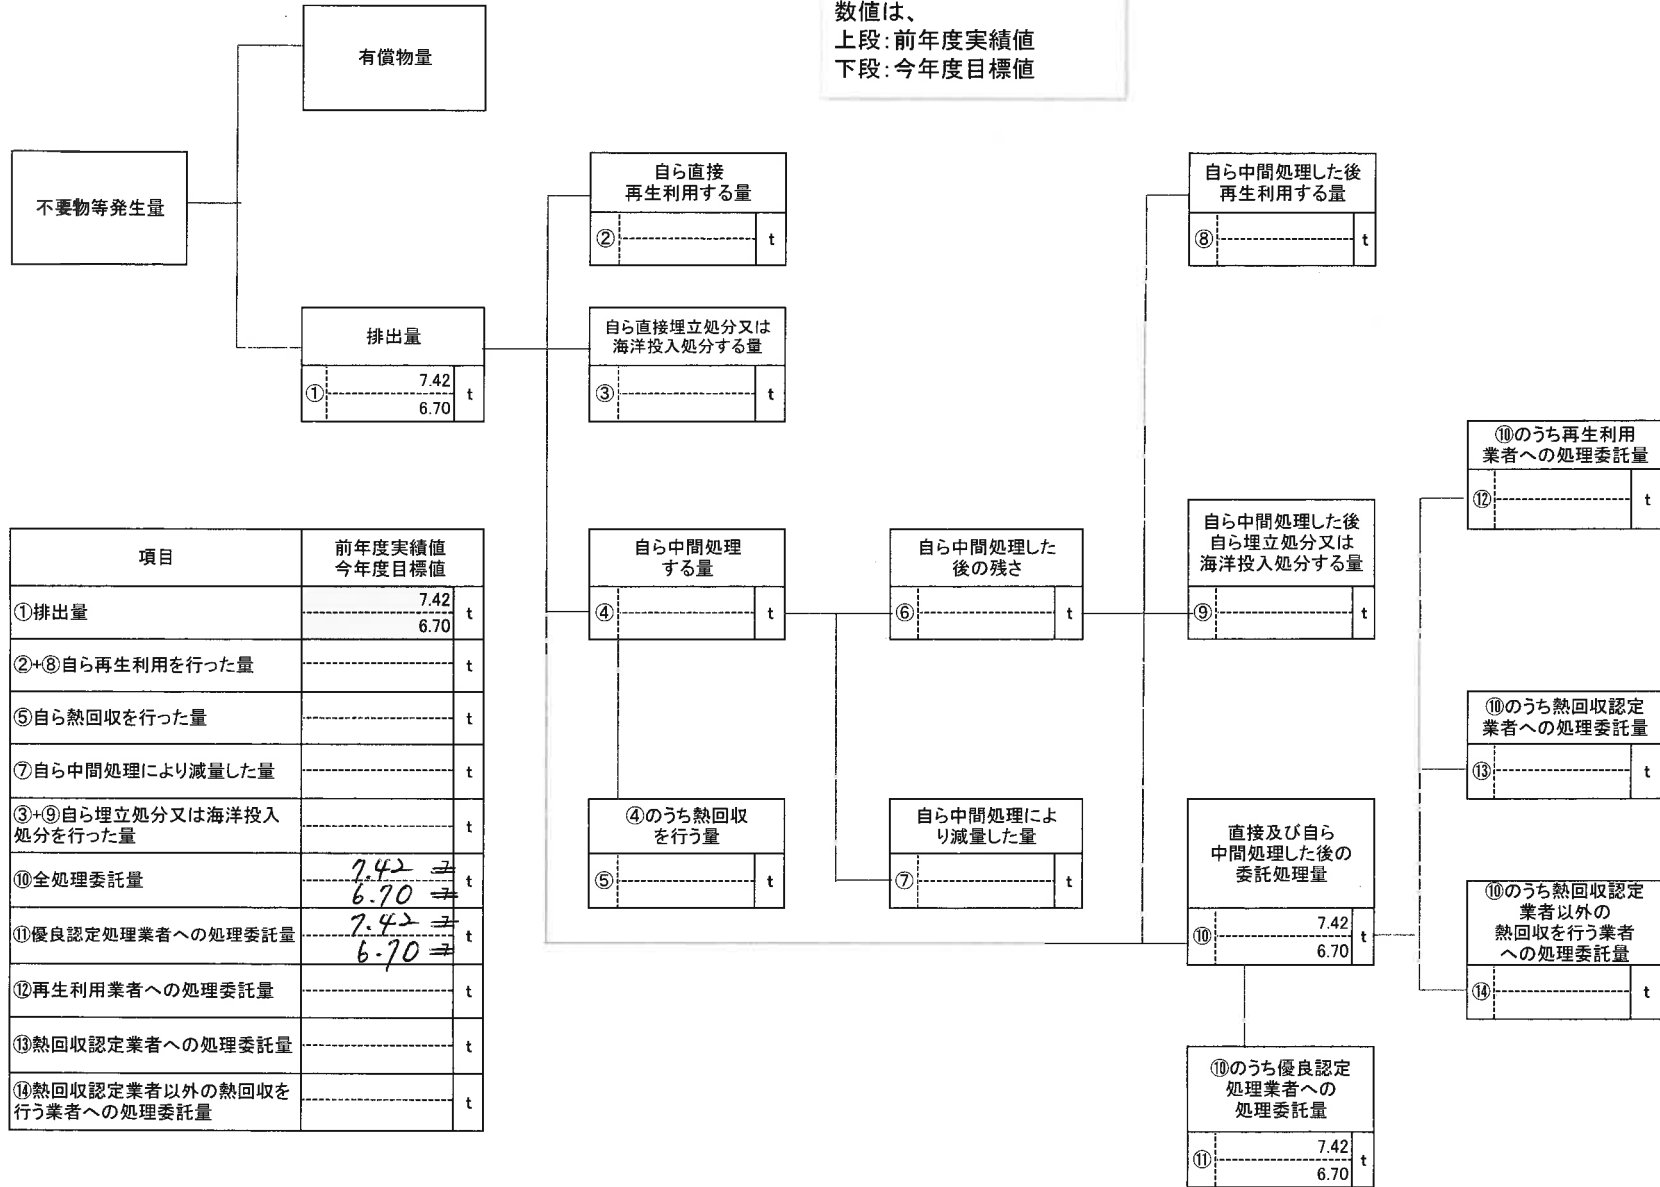 数値は、
上段：前年度実績値
下段：今年度目標値
有償物量
不要物等発生量
自ら直接
再生利用する量
② t
自ら中間処理した後
再生利用する量
⑧ t
排出量
① 7.42 t
6.70
自ら直接埋立処分又は
海洋投入処分する量
③ t
自ら中間処理
する量
④ t
自ら中間処理した
後の残さ
⑥ t
自ら中間処理した後
自ら埋立処分又は
海洋投入処分する量
⑨ t
⑩のうち再生利用
業者への処理委託量
⑫ t
④のうち熱回収
を行う量
⑤ t
自ら中間処理によ
り減量した量
⑦ t
直接及び自ら
中間処理した後の
委託処理量
⑩ 7.42 t
6.70
⑩のうち熱回収認定
業者への処理委託量
⑬ t
⑩のうち熱回収認定
業者以外の
熱回収を行う業者
への処理委託量
⑭ t
⑩のうち優良認定
処理業者への
処理委託量
⑪ 7.42 t
6.70
項目 前年度実績値
今年度目標値
①排出量 7.42 t
6.70
②+⑧自ら再生利用を行った量 t
⑤自ら熱回収を行った量 t
⑦自ら中間処理により減量した量 t
③+⑨自ら埋立処分又は海洋投入
処分を行った量 t
⑩全処理委託量 7.42 7 t
6.70 7
⑪優良認定処理業者への処理委託量 7.42 7 t
6.70 7
⑫再生利用業者への処理委託量 t
⑬熱回収認定業者への処理委託量 t
⑭熱回収認定業者以外の熱回収を
行う業者への処理委託量 t